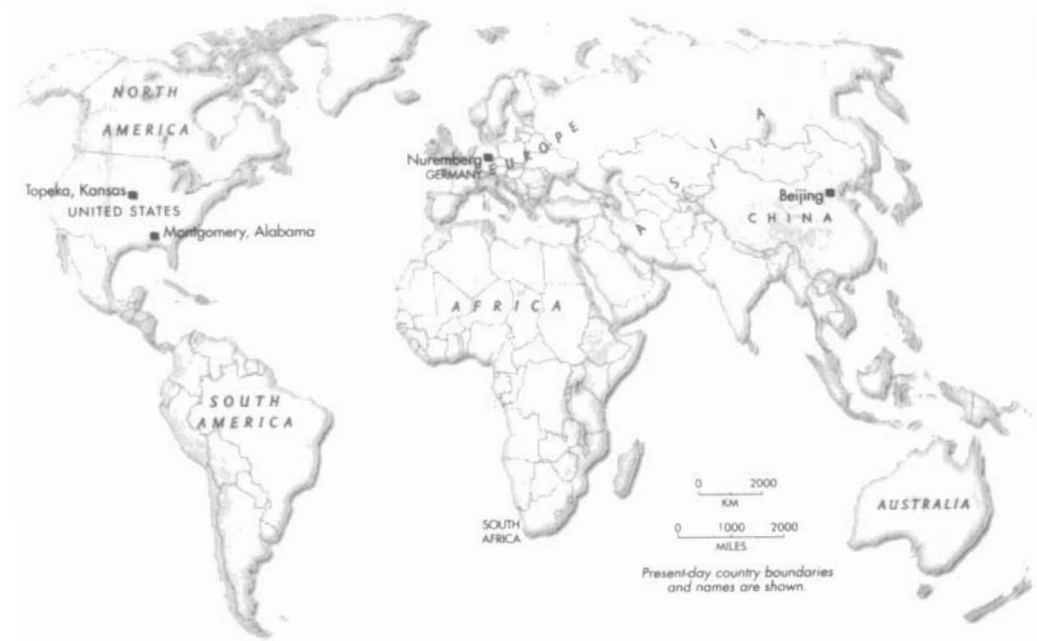 NORTH
AMERICA
EUROPE
ASIA
Nuremberg
GERMANY
Topeka, Kansas
UNITED STATES
Montgomery, Alabama
Beijing
CHINA
AFRICA
SOUTH
AMERICA
0 2000
KM
AUSTRALIA
SOUTH
AFRICA
0 1000 2000
MILES
Present-day country boundaries
and names are shown.